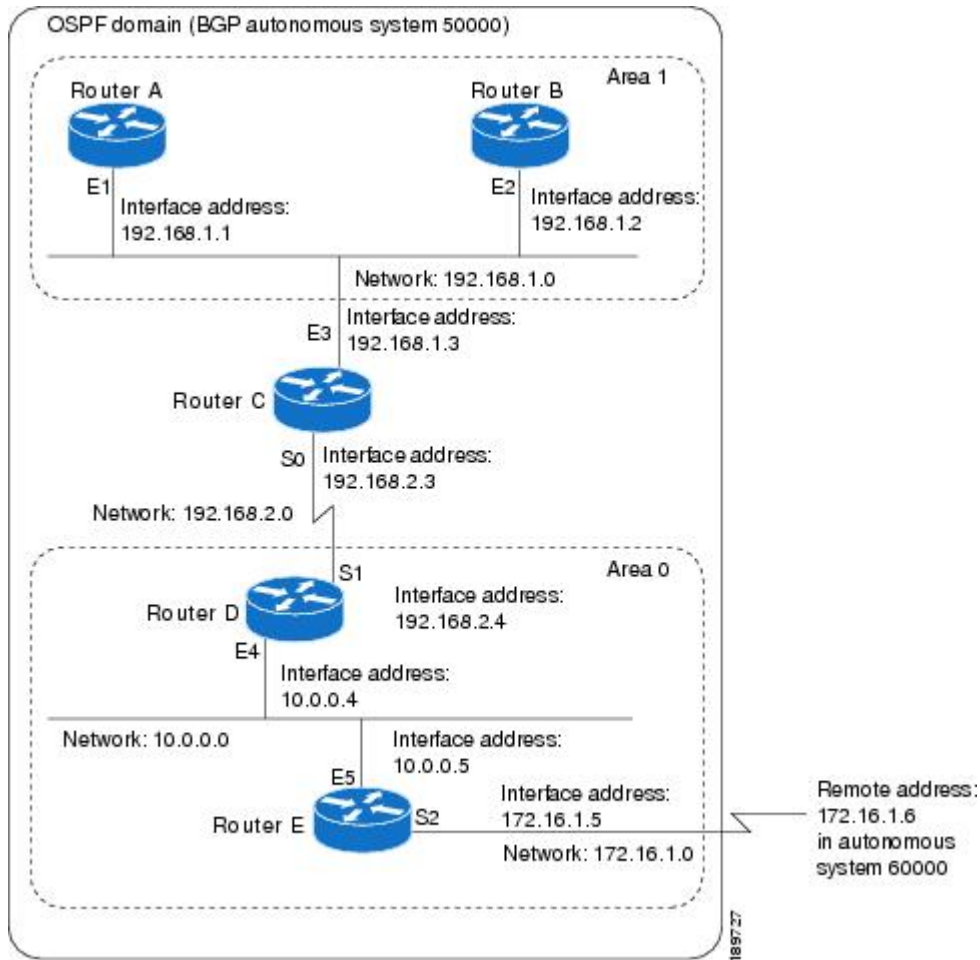 OSPF domain (BGP autonomous system 50000)
Area 1
Router A
Router B
E1
E2
Interface address:
192.168.1.1
Interface address:
192.168.1.2
Network: 192.168.1.0
E3
Interface address:
192.168.1.3
Router C
S0
Interface address:
192.168.2.3
Network: 192.168.2.0
Area 0
S1
Router D
Interface address:
192.168.2.4
E4
Interface address:
10.0.0.4
Network: 10.0.0.0
Interface address:
10.0.0.5
E5
Router E
S2
Interface address:
172.16.1.5
Network: 172.16.1.0
Remote address:
172.16.1.6
in autonomous
system 60000
189727